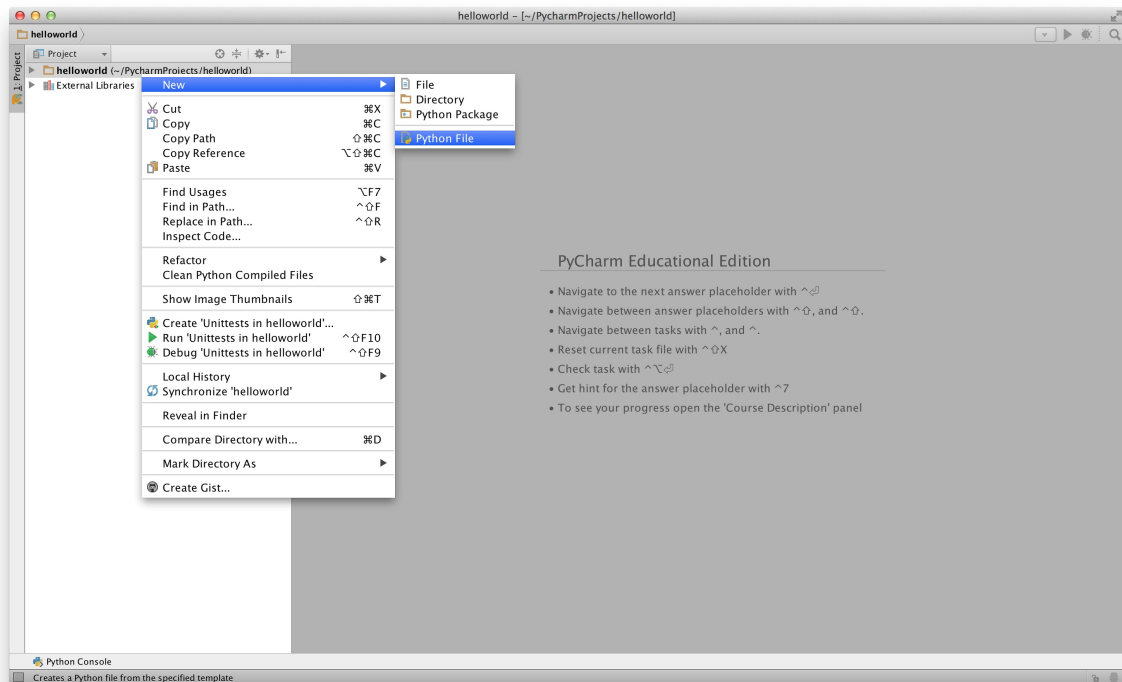 helloworld – [~/PycharmProjects/helloworld]
helloworld
1: Project
Project
helloworld (~/PycharmProjects/helloworld)
External Libraries
New
Cut ⌘X
Copy ⌘C
Copy Path ⇧⌘C
Copy Reference ⌥⇧⌘C
Paste ⌘V
Find Usages ⌥F7
Find in Path... ^⇧F
Replace in Path... ^⇧R
Inspect Code...
Refactor
Clean Python Compiled Files
Show Image Thumbnails ⇧⌘T
Create 'Unittests in helloworld'...
Run 'Unittests in helloworld' ^⇧F10
Debug 'Unittests in helloworld' ^⇧F9
Local History
Synchronize 'helloworld'
Reveal in Finder
Compare Directory with... ⌘D
Mark Directory As
Create Gist...
File
Directory
Python Package
Python File
PyCharm Educational Edition
• Navigate to the next answer placeholder with ^⏎
• Navigate between answer placeholders with ^⇧, and ^⇧.
• Navigate between tasks with ^, and ^.
• Reset current task file with ^⇧X
• Check task with ^⌥⏎
• Get hint for the answer placeholder with ^7
• To see your progress open the 'Course Description' panel
Python Console
Creates a Python file from the specified template